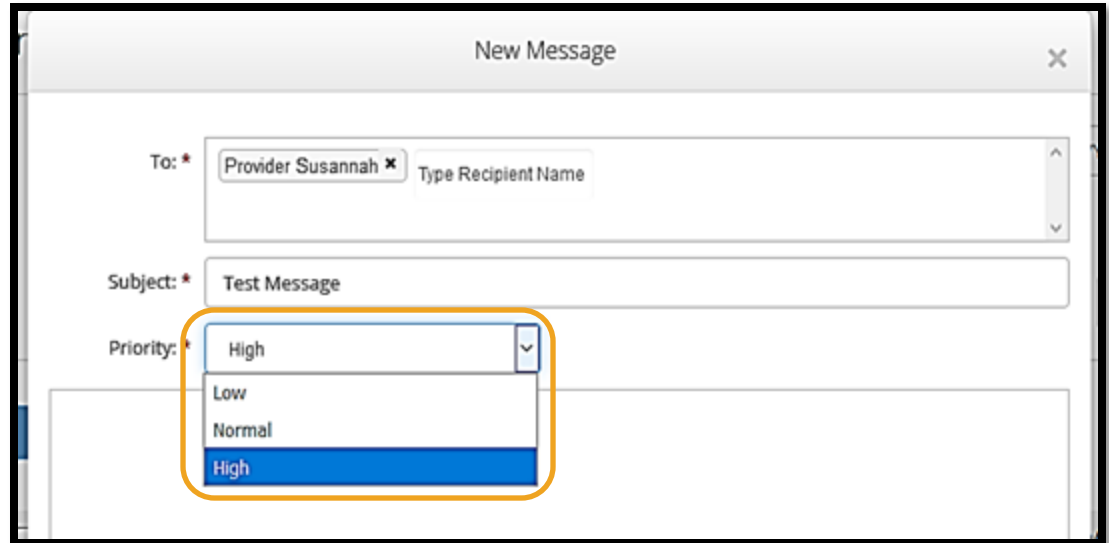 New Message
×
To: *
Provider Susannah × Type Recipient Name
Subject: * Test Message
Priority: * High
Low
Normal
High